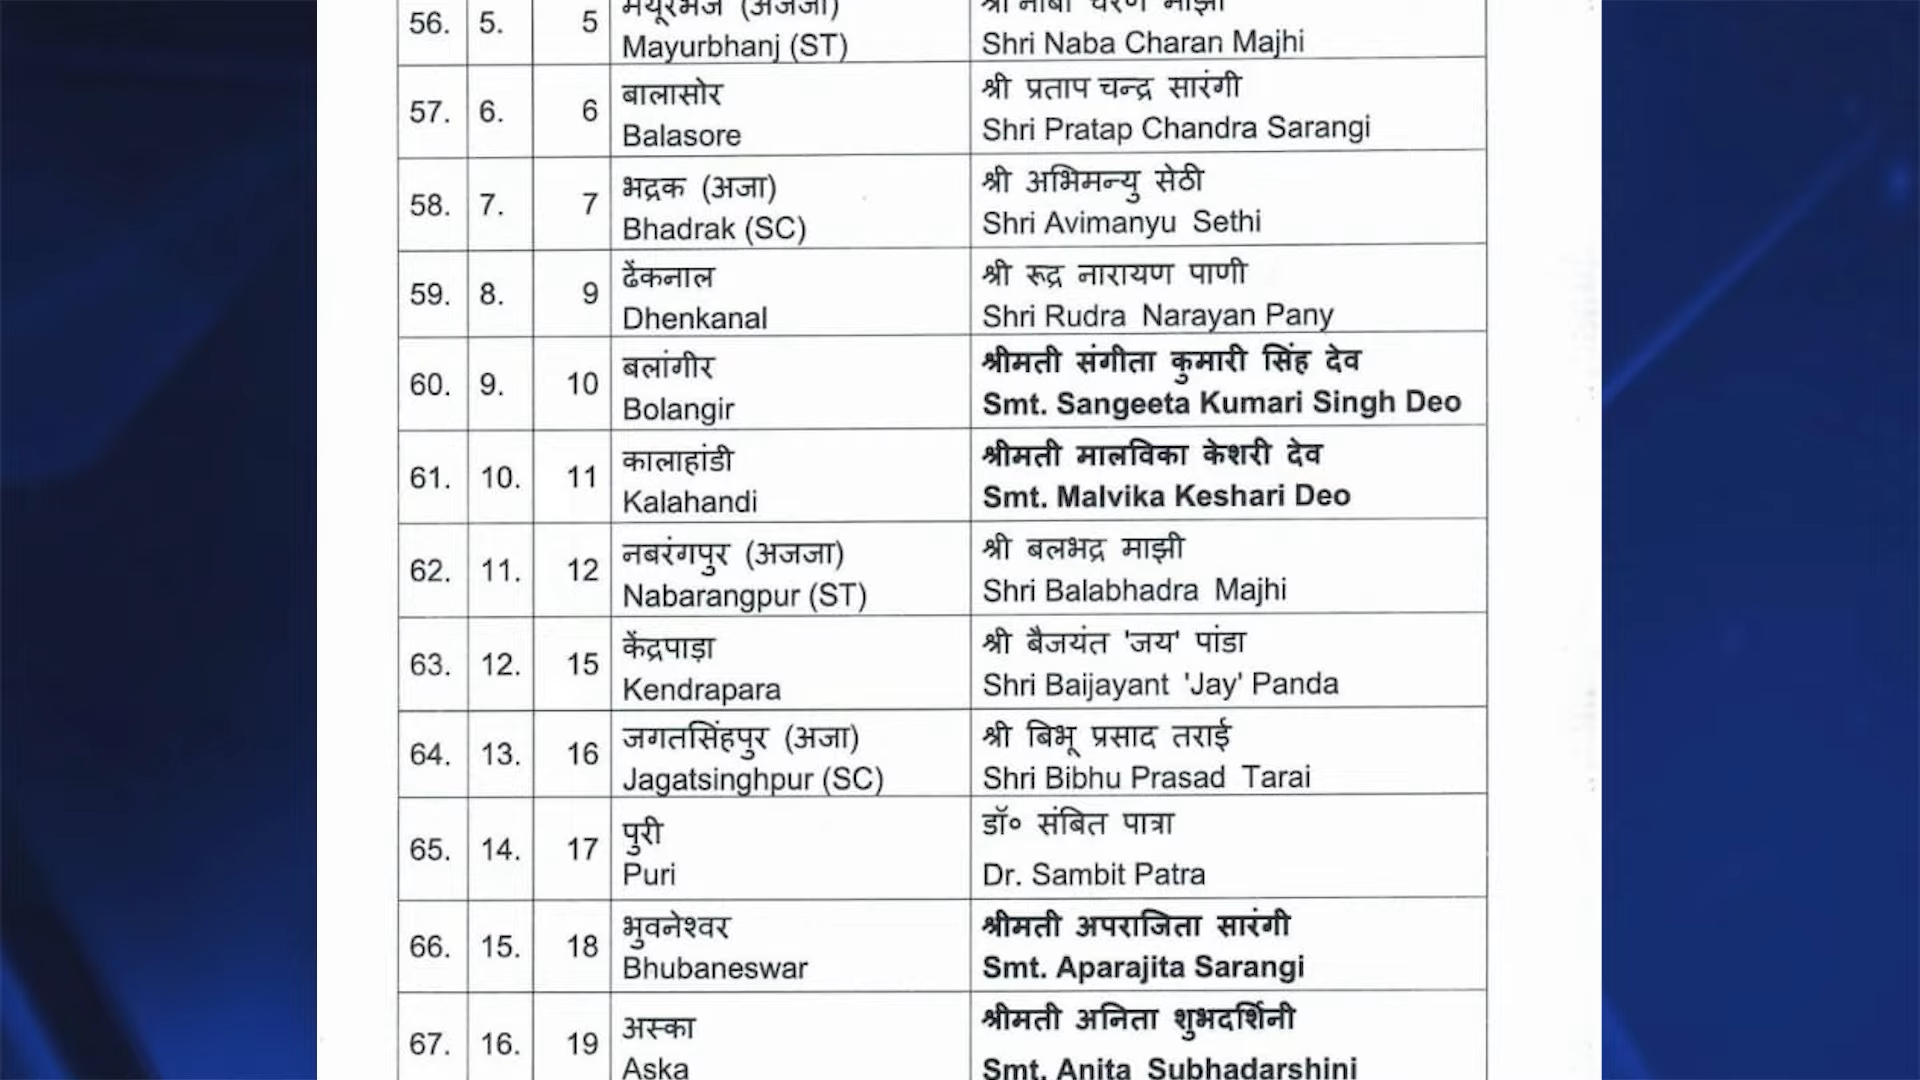 56. 5. 5 मयूरभंज (अजजा) श्री नाबा चरण माझी
Mayurbhanj (ST) Shri Naba Charan Majhi
57. 6. 6 बालासोर श्री प्रताप चन्द्र सारंगी
Balasore Shri Pratap Chandra Sarangi
58. 7. 7 भद्रक (अजा) श्री अभिमन्यु सेठी
Bhadrak (SC) Shri Avimanyu Sethi
59. 8. 9 ढेंकनाल श्री रूद्र नारायण पाणी
Dhenkanal Shri Rudra Narayan Pany
60. 9. 10 बलांगीर श्रीमती संगीता कुमारी सिंह देव
Bolangir Smt. Sangeeta Kumari Singh Deo
61. 10. 11 कालाहांडी श्रीमती मालविका केशरी देव
Kalahandi Smt. Malvika Keshari Deo
62. 11. 12 नबरंगपुर (अजजा) श्री बलभद्र माझी
Nabarangpur (ST) Shri Balabhadra Majhi
63. 12. 15 केंद्रपाड़ा श्री बैजयंत 'जय' पांडा
Kendrapara Shri Baijayant 'Jay' Panda
64. 13. 16 जगतसिंहपुर (अजा) श्री बिभू प्रसाद तराई
Jagatsinghpur (SC) Shri Bibhu Prasad Tarai
65. 14. 17 पुरी डॉ० संबित पात्रा
Puri Dr. Sambit Patra
66. 15. 18 भुवनेश्वर श्रीमती अपराजिता सारंगी
Bhubaneswar Smt. Aparajita Sarangi
67. 16. 19 अस्का श्रीमती अनिता शुभदर्शिनी
Aska Smt. Anita Subhadarshini